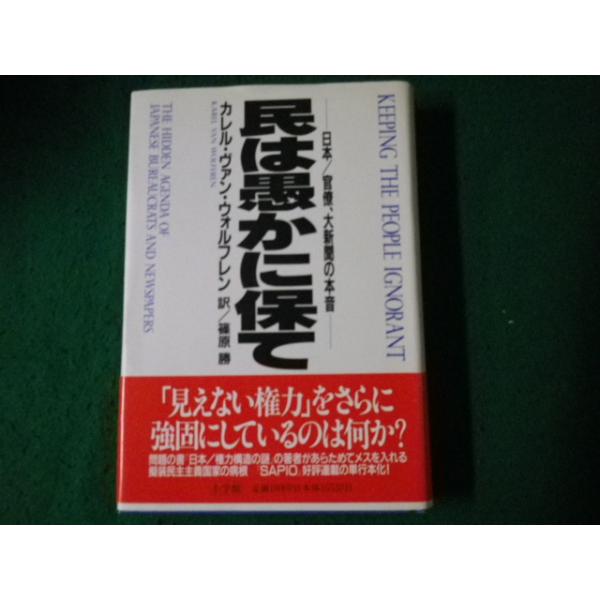 KEEPING THE PEOPLE IGNORANT
日本/官僚、大新聞の本音
民は愚かに保て
カレル・ヴァン・ウォルフレン 訳/篠原 勝
KAREL VAN WOLFEREN
THE HIDDEN AGENDA OF
JAPANESE BUREAUCRATS AND NEWSPAPERS
「見えない権力」をさらに
強固にしているのは何か?
問題の書『日本/権力構造の謎』の著者があらためてメスを入れる
擬装民主主義国家の病根 「SAPIO」好評連載の単行本化!
小学館